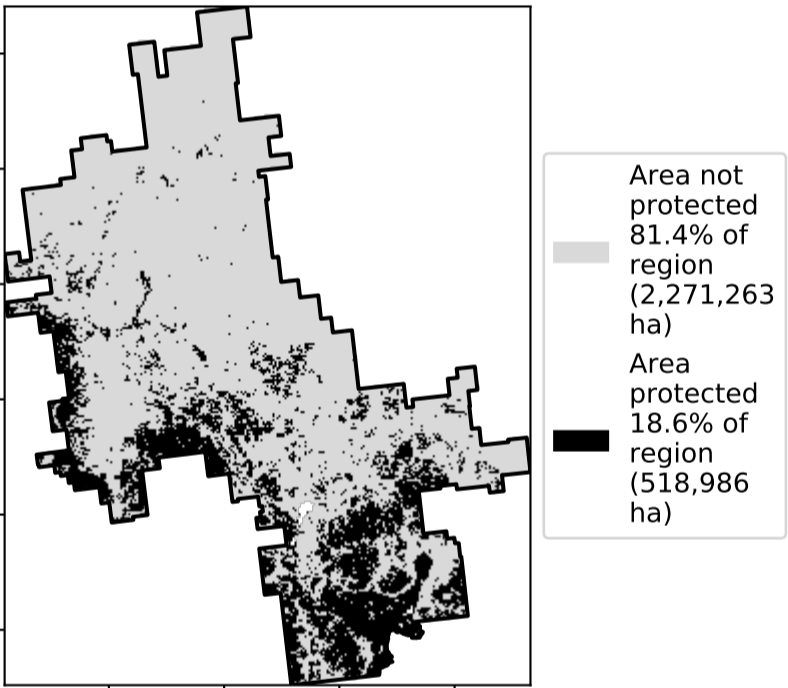 Area not
protected
81.4% of
region
(2,271,263
ha)
Area
protected
18.6% of
region
(518,986
ha)